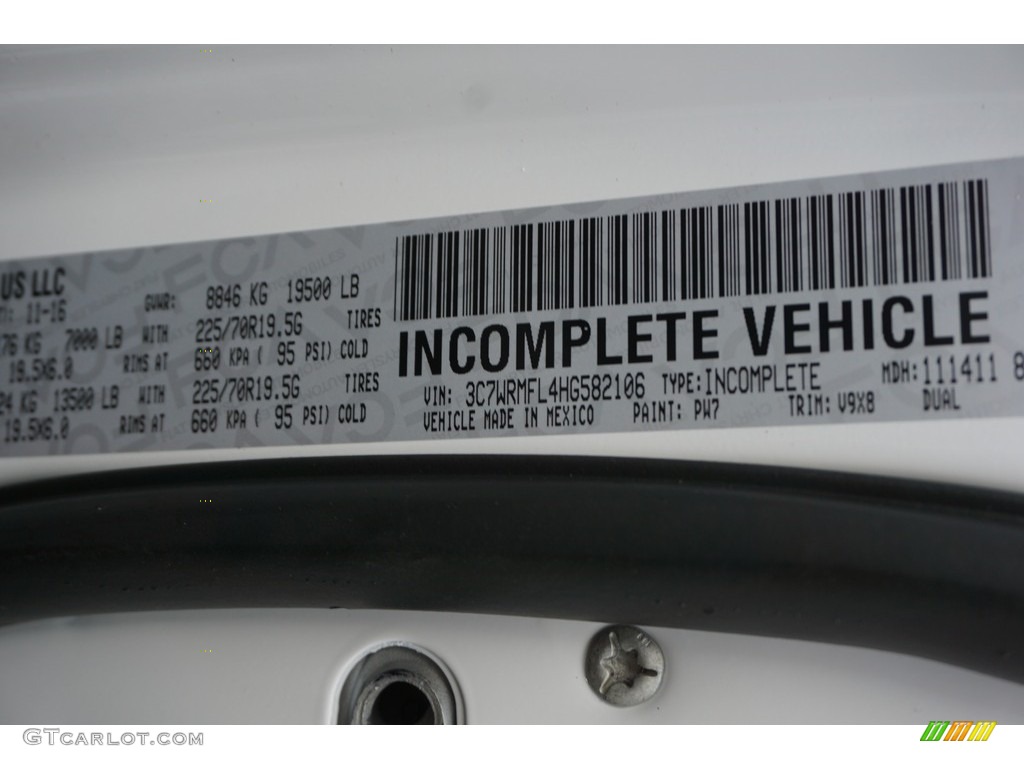 US LLC
11-16 GVWR: 8846 KG 19500 LB
76 KG 7000 LB WITH 225/70R19.5G TIRES
19.5X6.0 RIMS AT 660 KPA ( 95 PSI) COLD
24 KG 13500 LB WITH 225/70R19.5G TIRES
19.5X6.0 RIMS AT 660 KPA ( 95 PSI) COLD
INCOMPLETE VEHICLE
VIN: 3C7WRMFL4HG582106 TYPE:INCOMPLETE MDH:111411 8
VEHICLE MADE IN MEXICO PAINT: PW7 TRIM: V9X8 DUAL
GTCARLOT.COM